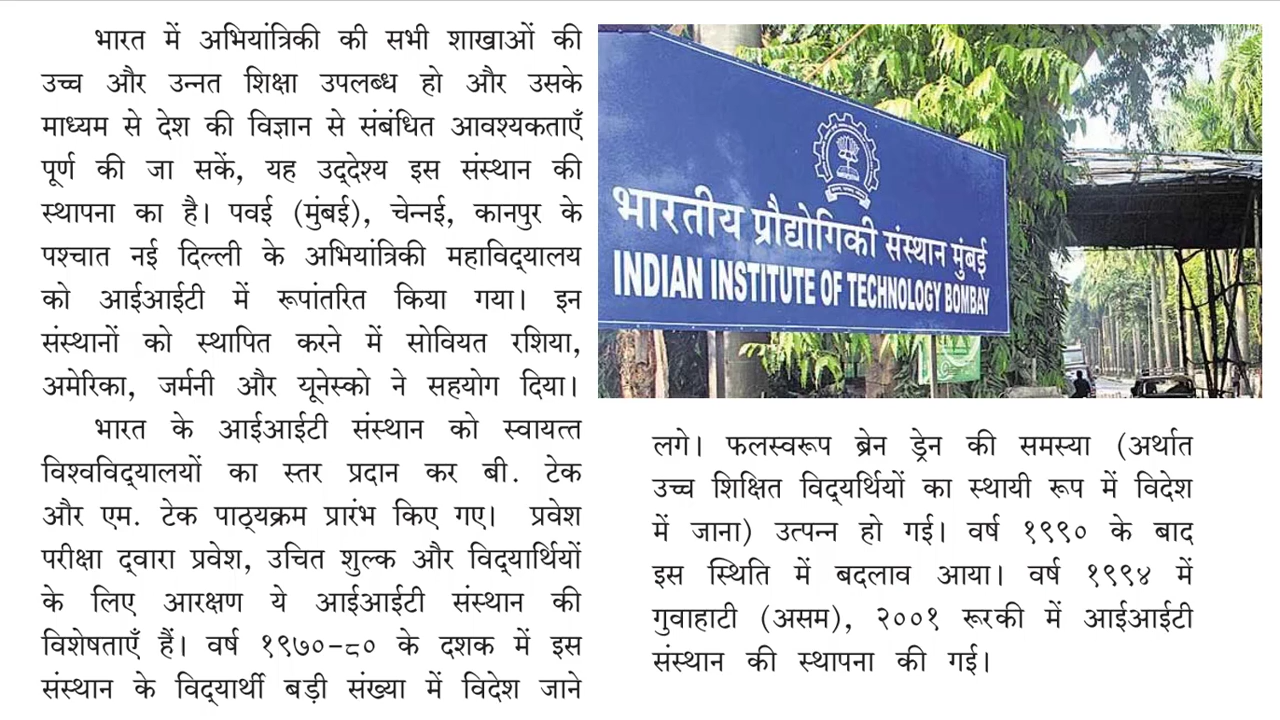 भारत में अभियांत्रिकी की सभी शाखाओं की
उच्च और उन्नत शिक्षा उपलब्ध हो और उसके
माध्यम से देश की विज्ञान से संबंधित आवश्यकताएँ
पूर्ण की जा सकें, यह उद्‌देश्य इस संस्थान की
स्थापना का है। पवई (मुंबई), चेन्नई, कानपुर के
पश्चात नई दिल्ली के अभियांत्रिकी महाविद्‌यालय
को आईआईटी में रूपांतरित किया गया। इन
संस्थानों को स्थापित करने में सोवियत रशिया,
अमेरिका, जर्मनी और यूनेस्को ने सहयोग दिया।
भारत के आईआईटी संस्थान को स्वायत्त
विश्वविद्‌यालयों का स्तर प्रदान कर बी. टेक
और एम. टेक पाठ्‌यक्रम प्रारंभ किए गए। प्रवेश
परीक्षा द्‌वारा प्रवेश, उचित शुल्क और विद्‌यार्थियों
के लिए आरक्षण ये आईआईटी संस्थान की
विशेषताएँ हैं। वर्ष १९७०-८० के दशक में इस
संस्थान के विद्‌यार्थी बड़ी संख्या में विदेश जाने
भारतीय प्रौद्योगिकी संस्थान मुंबई
INDIAN INSTITUTE OF TECHNOLOGY BOMBAY
लगे। फलस्वरूप ब्रेन ड्रेन की समस्या (अर्थात
उच्च शिक्षित विद्‌यर्थियों का स्थायी रूप में विदेश
में जाना) उत्पन्न हो गई। वर्ष १९९० के बाद
इस स्थिति में बदलाव आया। वर्ष १९९४ में
गुवाहाटी (असम), २००१ रूरकी में आईआईटी
संस्थान की स्थापना की गई।